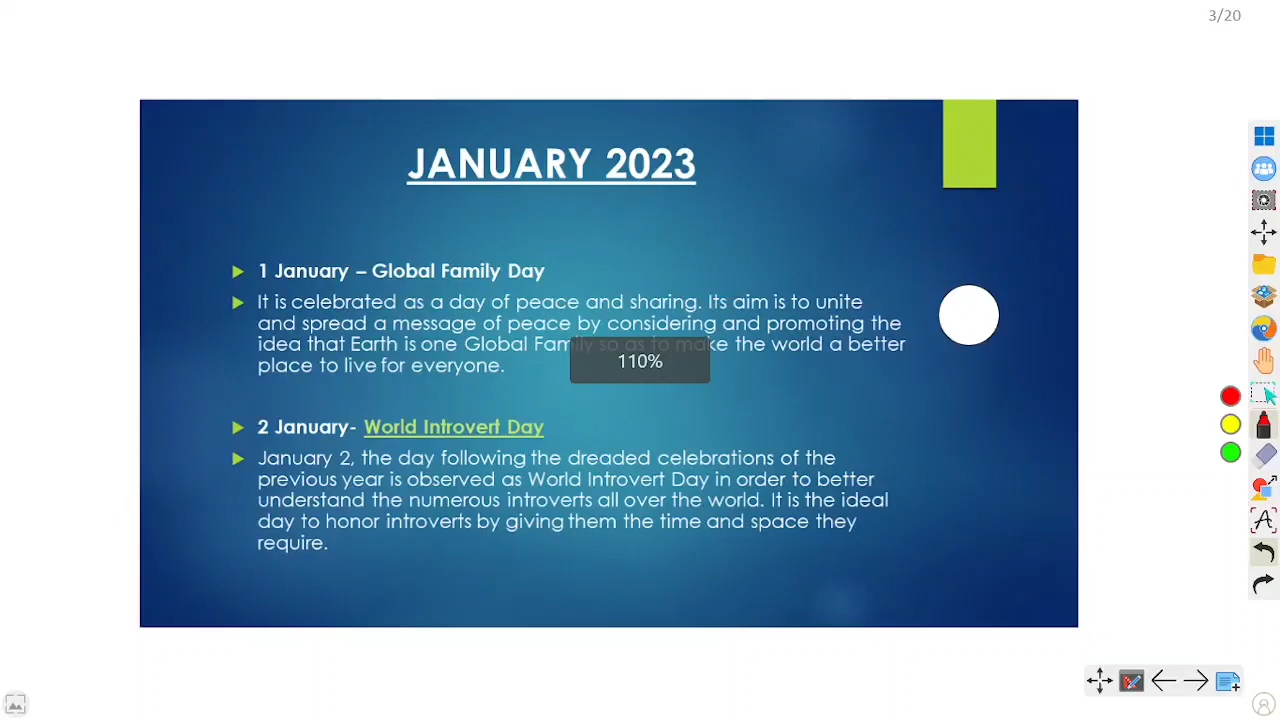 3/20
JANUARY 2023
1 January – Global Family Day
It is celebrated as a day of peace and sharing. Its aim is to unite
and spread a message of peace by considering and promoting the
idea that Earth is one Global Family so as to make the world a better
place to live for everyone.
110%
2 January- World Introvert Day
January 2, the day following the dreaded celebrations of the
previous year is observed as World Introvert Day in order to better
understand the numerous introverts all over the world. It is the ideal
day to honor introverts by giving them the time and space they
require.